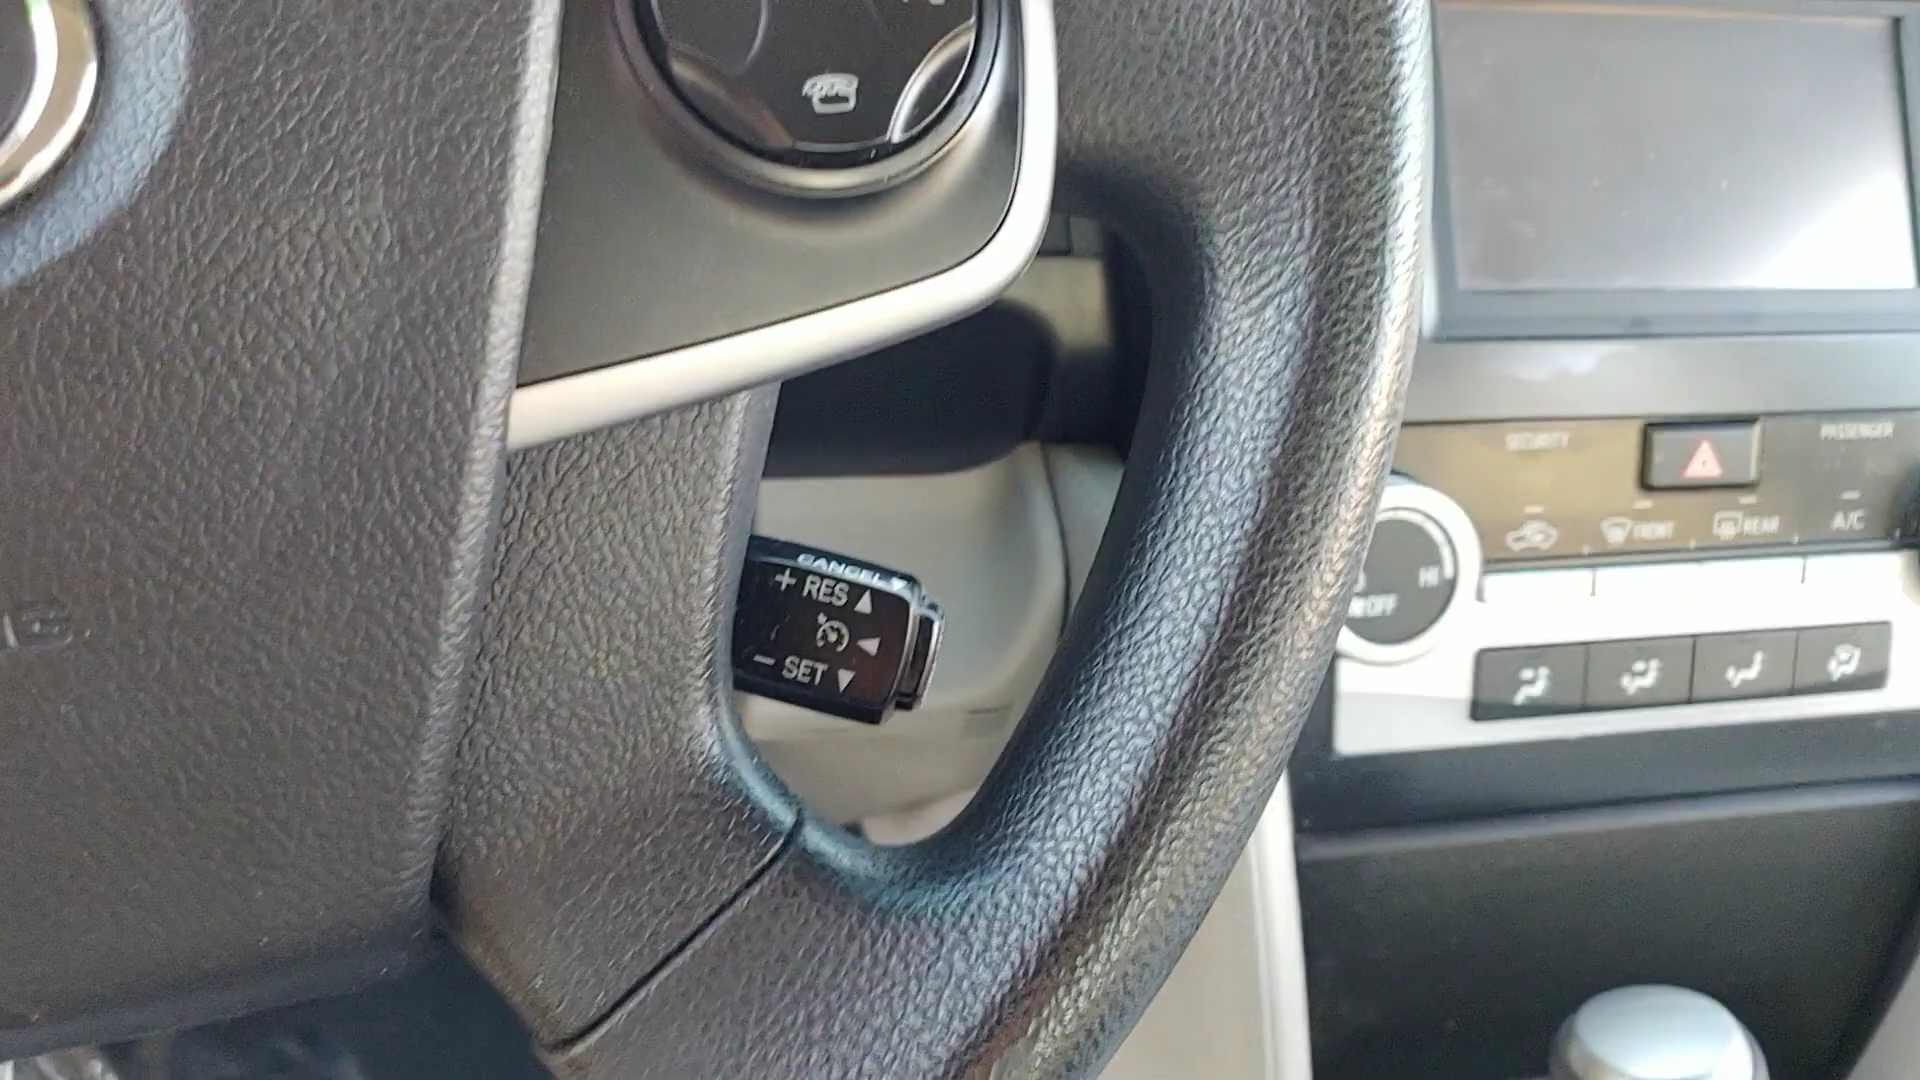 CANCEL
+ RES
− SET
SECURITY
PASSENGER
FRONT
REAR
A/C
HI
OFF